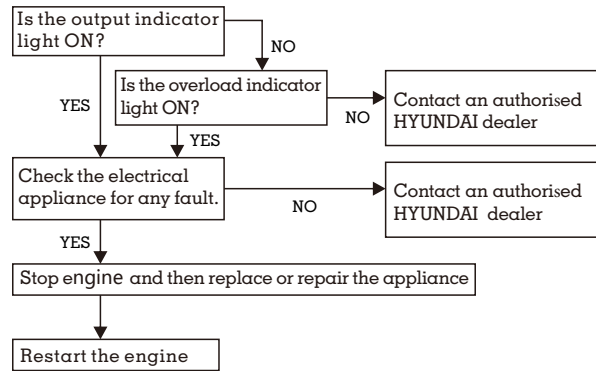 Is the output indicator
light ON?
NO
Is the overload indicator
light ON?
YES
NO
Contact an authorised
HYUNDAI dealer
YES
Check the electrical
appliance for any fault.
NO
Contact an authorised
HYUNDAI dealer
YES
Stop engine and then replace or repair the appliance
Restart the engine